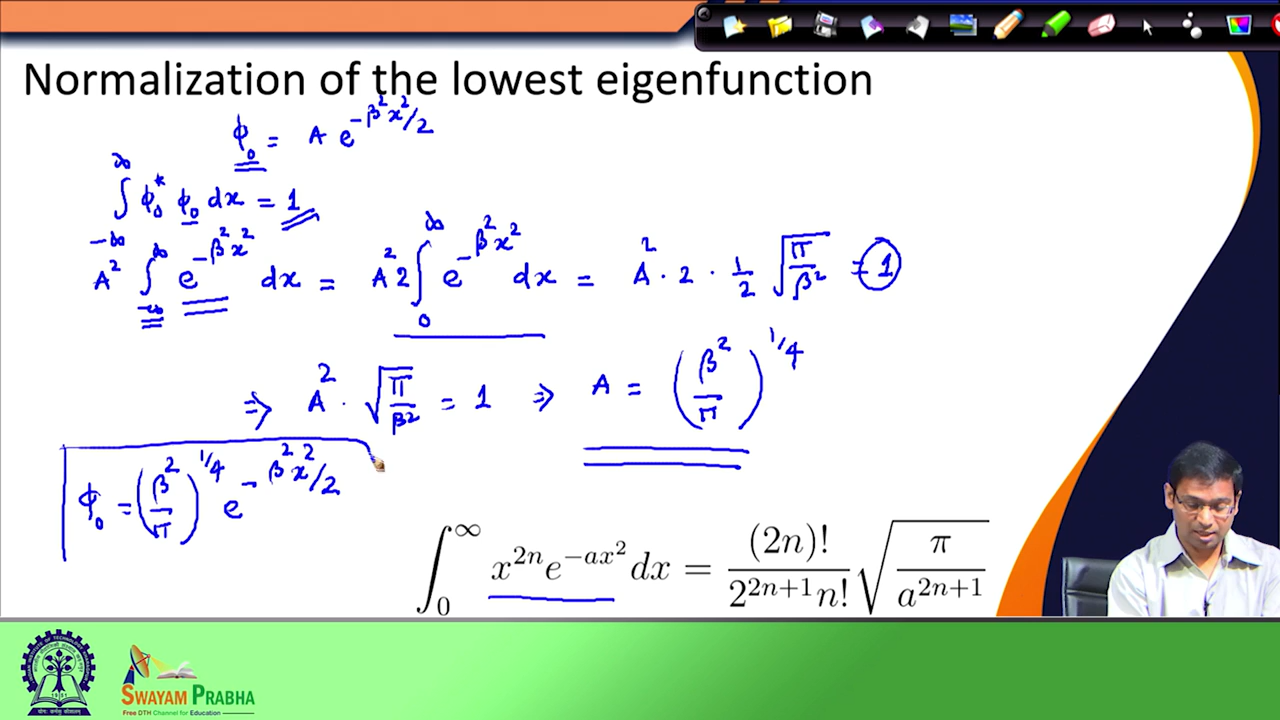 Normalization of the lowest eigenfunction
ϕ₀ = A e^{-β²x²/2}
∫_{-∞}^{∞} ϕ₀* ϕ₀ dx = 1
A² ∫_{-∞}^{∞} e^{-β²x²} dx = A² 2 ∫_0^∞ e^{-β²x²} dx = A² · 2 · 1/2 √(π/β²) = 1
⇒ A² · √(π/β²) = 1 ⇒ A = (β²/π)^{1/4}
ϕ₀ = (β²/π)^{1/4} e^{-β²x²/2}
∫_0^∞ x^{2n} e^{-ax²} dx = (2n)!/(2^{2n+1} n!) √(π/a^{2n+1})
SWAYAM PRABHA
Free DTH Channel for Education